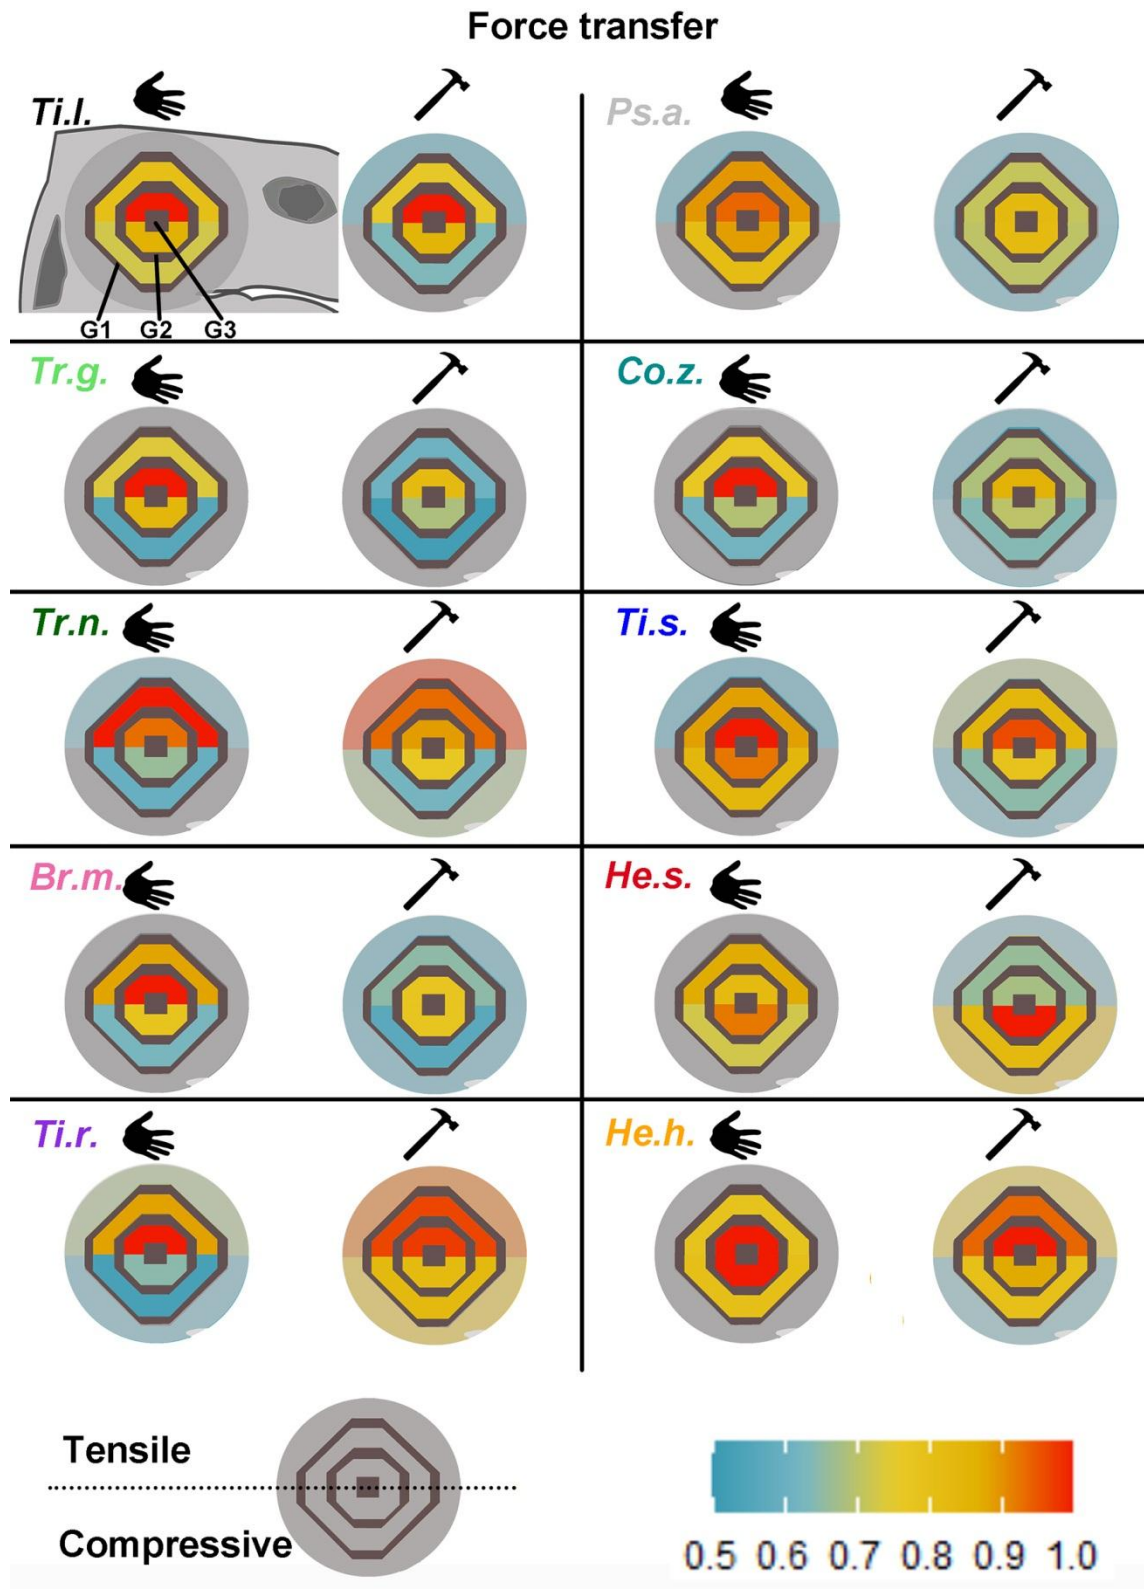 Force transfer
Ti.l.
Ps.a.
G1 G2 G3
Tr.g.
Co.z.
Tr.n.
Ti.s.
Br.m.
He.s.
Ti.r.
He.h.
Tensile
Compressive
0.5 0.6 0.7 0.8 0.9 1.0